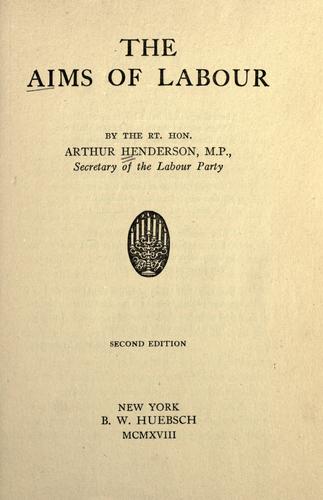 THE
AIMS OF LABOUR
BY THE RT. HON.
ARTHUR HENDERSON, M.P.,
Secretary of the Labour Party
SECOND EDITION
NEW YORK
B. W. HUEBSCH
MCMXVIII